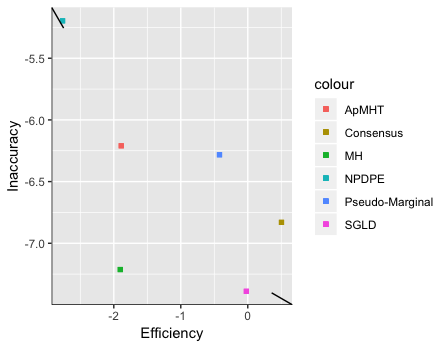 -5.5
-6.0
-6.5
-7.0
Inaccuracy
-2
-1
0
Efficiency
colour
ApMHT
Consensus
MH
NPDPE
Pseudo-Marginal
SGLD